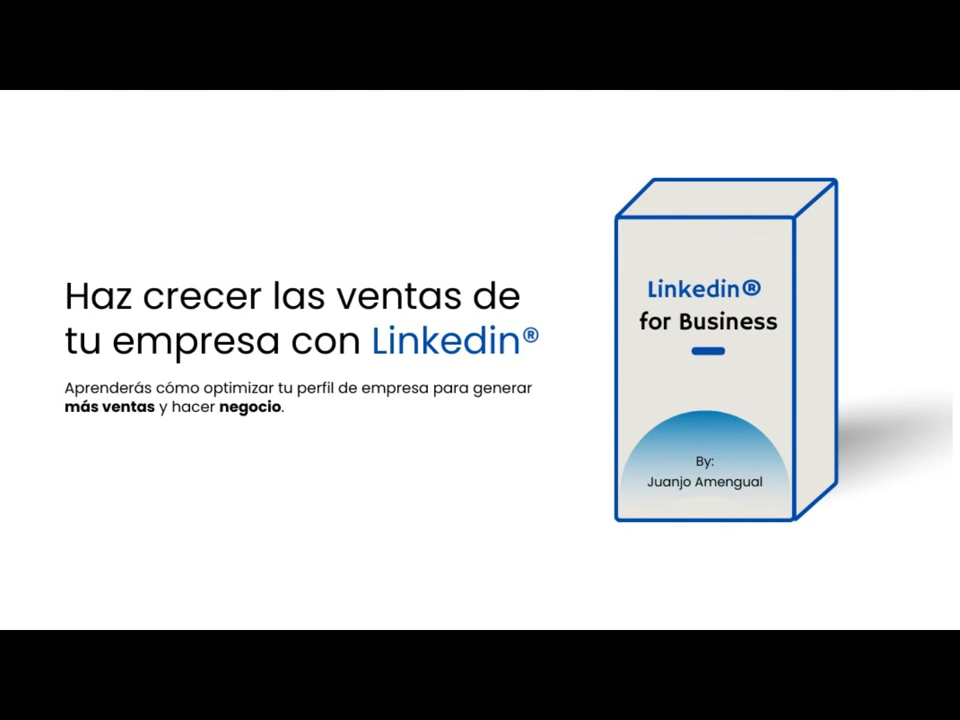 Haz crecer las ventas de
tu empresa con Linkedin®
Aprenderás cómo optimizar tu perfil de empresa para generar
más ventas y hacer negocio.
Linkedin®
for Business
By:
Juanjo Amengual